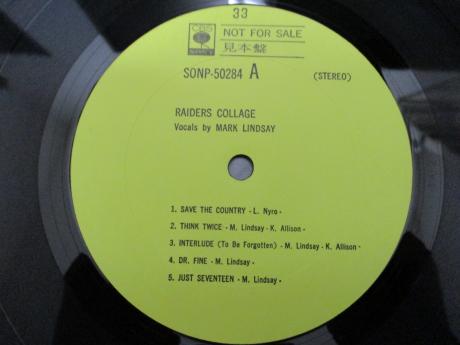 33
CBS
SONY
NOT FOR SALE
見本盤
SONP-50284 A (STEREO)
RAIDERS COLLAGE
Vocals by MARK LINDSAY
1. SAVE THE COUNTRY - L. Nyro -
2. THINK TWICE - M. Lindsay - K. Allison -
3. INTERLUDE (To Be Forgotten) - M. Lindsay - K. Allison -
4. DR. FINE - M. Lindsay -
5. JUST SEVENTEEN - M. Lindsay -